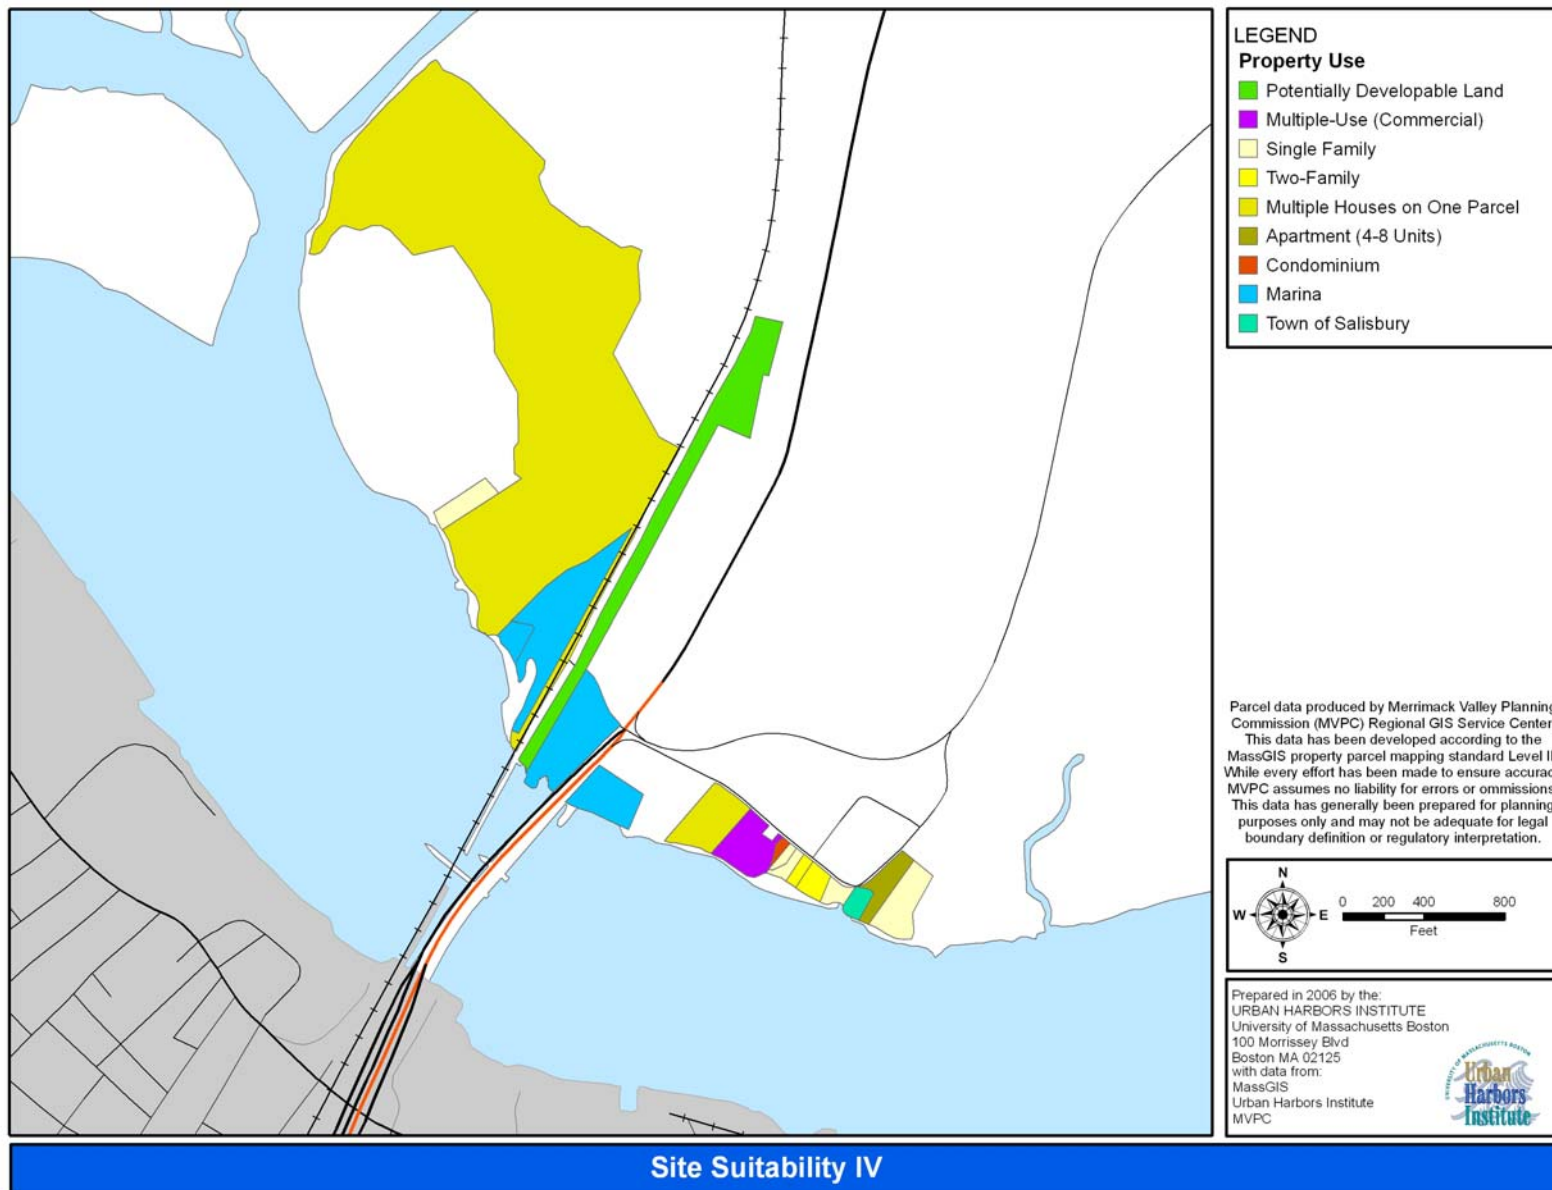 LEGEND
Property Use
Potentially Developable Land
Multiple-Use (Commercial)
Single Family
Two-Family
Multiple Houses on One Parcel
Apartment (4-8 Units)
Condominium
Marina
Town of Salisbury
Parcel data produced by Merrimack Valley Planning
Commission (MVPC) Regional GIS Service Center
This data has been developed according to the
MassGIS property parcel mapping standard Level II
While every effort has been made to ensure accurac
MVPC assumes no liability for errors or ommissions
This data has generally been prepared for planning
purposes only and may not be adequate for legal
boundary definition or regulatory interpretation.
N
W E
S
0 200 400 800
Feet
Prepared in 2006 by the:
URBAN HARBORS INSTITUTE
University of Massachusetts Boston
100 Morrissey Blvd
Boston MA 02125
with data from:
MassGIS
Urban Harbors Institute
MVPC
UNIVERSITY OF MASSACHUSETTS BOSTON
Urban
Harbors
Institute
Site Suitability IV